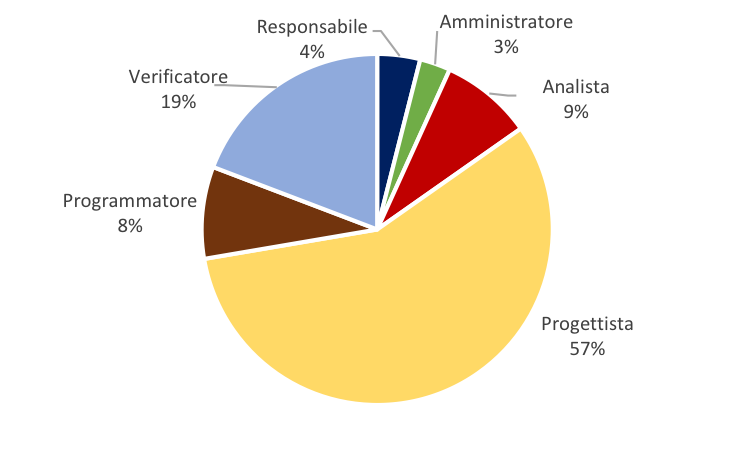 Responsabile
4%
Amministratore
3%
Analista
9%
Progettista
57%
Programmatore
8%
Verificatore
19%